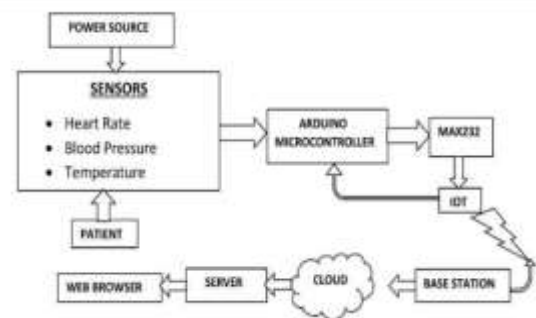 POWER SOURCE
SENSORS
• Heart Rate
• Blood Pressure
• Temperature
ARDUINO
MICROCONTROLLER
MAX232
IOT
PATIENT
WEB BROWSER
SERVER
CLOUD
BASE STATION